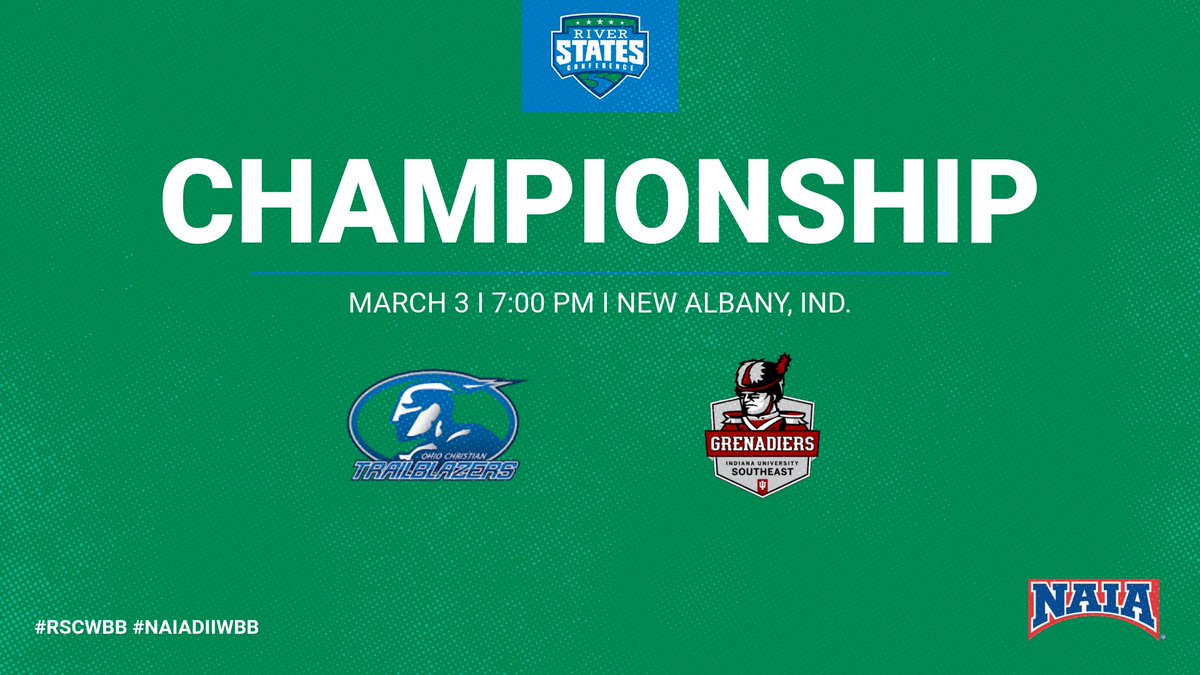 RIVER
STATES
CONFERENCE
CHAMPIONSHIP
MARCH 3 I 7:00 PM I NEW ALBANY, IND.
OHIO CHRISTIAN
TRAILBLAZERS
GRENADIERS
INDIANA UNIVERSITY
SOUTHEAST
#RSCWBB #NAIADIIWBB
NAIA